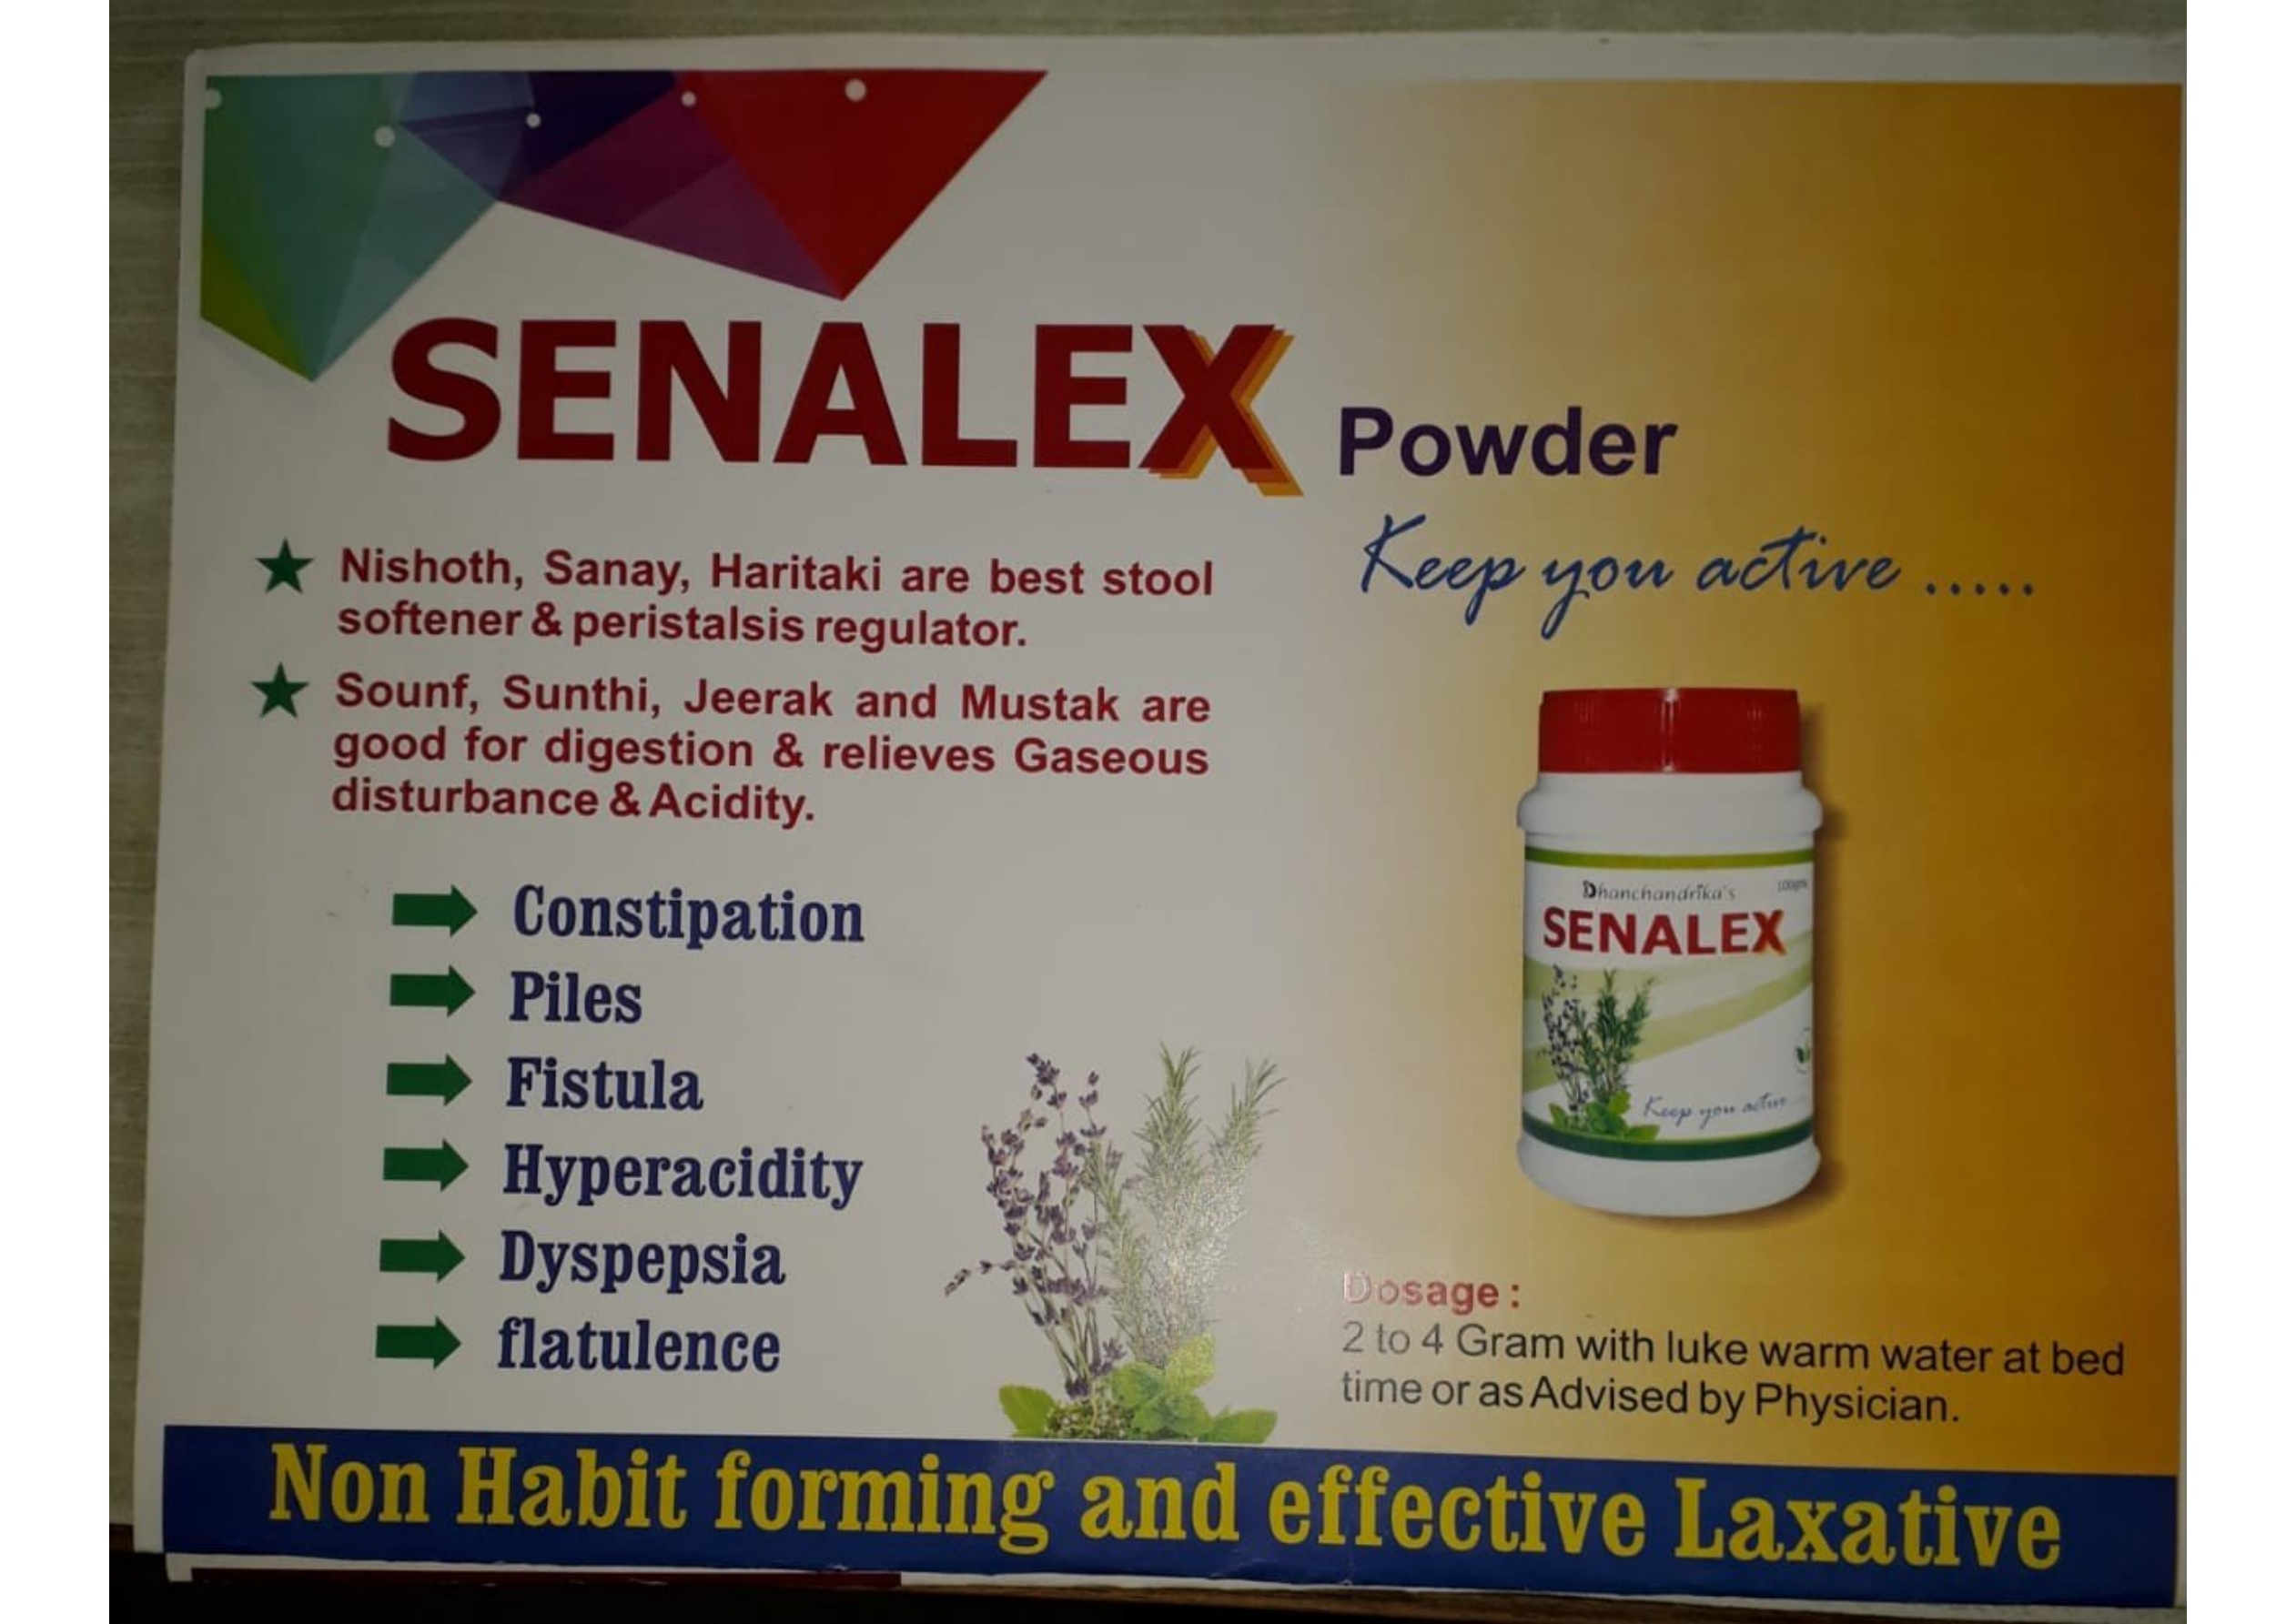 SENALEX Powder
Keep you active .....
★ Nishoth, Sanay, Haritaki are best stool
softener & peristalsis regulator.
★ Sounf, Sunthi, Jeerak and Mustak are
good for digestion & relieves Gaseous
disturbance & Acidity.
Constipation
Piles
Fistula
Hyperacidity
Dyspepsia
flatulence
Dhanchandrika's
SENALEX
Keep you active
Dosage :
2 to 4 Gram with luke warm water at bed
time or as Advised by Physician.
Non Habit forming and effective Laxative